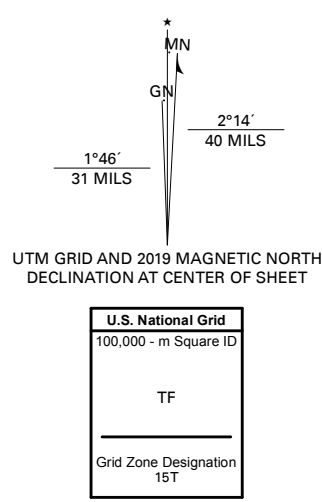 ★
MN
GN
2°14´
40 MILS
1°46´
31 MILS
UTM GRID AND 2019 MAGNETIC NORTH
DECLINATION AT CENTER OF SHEET
U.S. National Grid
100,000 - m Square ID
TF
Grid Zone Designation
15T